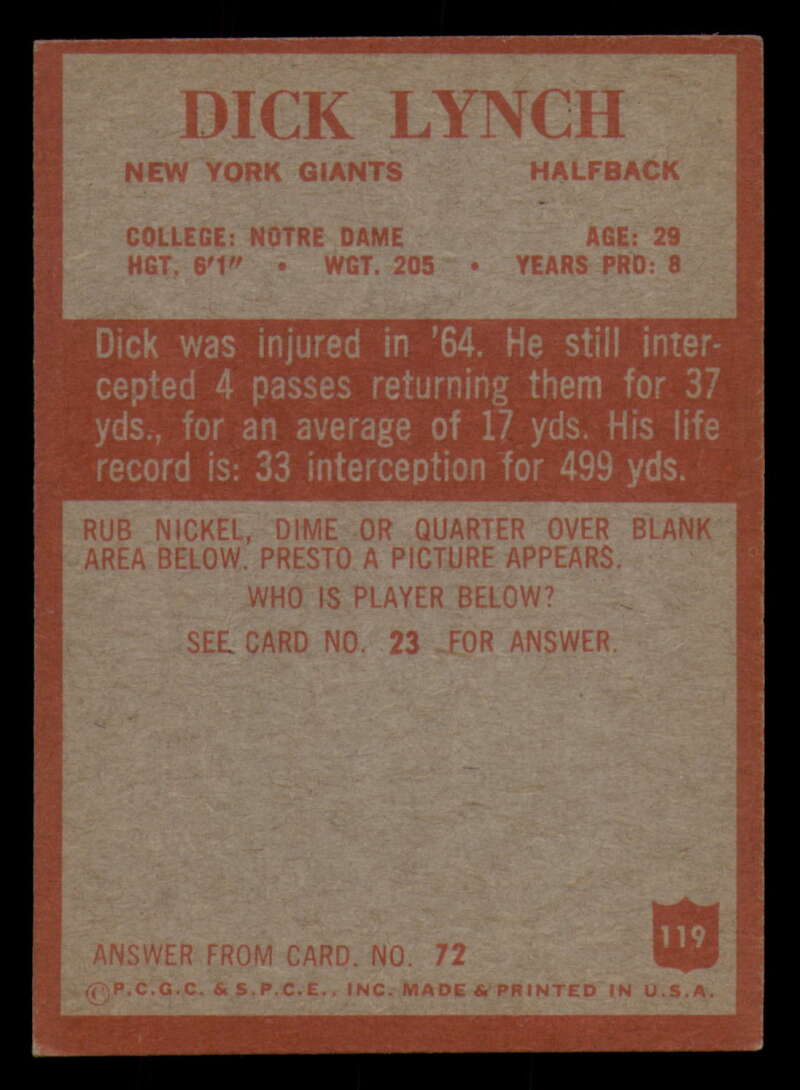 DICK LYNCH
NEW YORK GIANTS HALFBACK
COLLEGE: NOTRE DAME AGE: 29
HGT. 6'1" • WGT. 205 • YEARS PRO: 8
Dick was injured in '64. He still inter-
cepted 4 passes returning them for 37
yds., for an average of 17 yds. His life
record is: 33 interception for 499 yds.
RUB NICKEL, DIME OR QUARTER OVER BLANK
AREA BELOW. PRESTO A PICTURE APPEARS.
WHO IS PLAYER BELOW?
SEE CARD NO. 23 FOR ANSWER.
119
ANSWER FROM CARD. NO. 72
©P.C.G.C. & S.P.C.E., INC. MADE & PRINTED IN U.S.A.